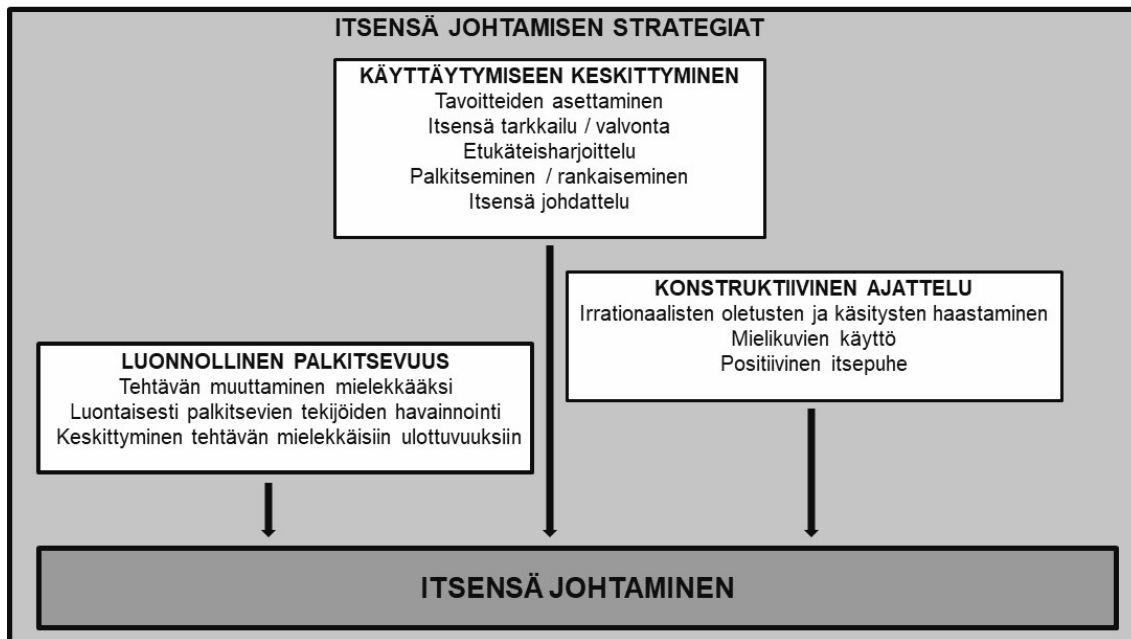 ITSENSÄ JOHTAMISEN STRATEGIAT
KÄYTTÄYTYMISEEN KESKITTYMINEN
Tavoitteiden asettaminen
Itsensä tarkkailu / valvonta
Etukäteisharjoittelu
Palkitseminen / rankaiseminen
Itsensä johdattelu
KONSTRUKTIIVINEN AJATTELU
Irrationaalisten oletusten ja käsitysten haastaminen
Mielikuvien käyttö
Positiivinen itsepuhe
LUONNOLLINEN PALKITSEVUUS
Tehtävän muuttaminen mielekkääksi
Luontaisesti palkitsevien tekijöiden havainnointi
Keskittyminen tehtävän mielekkäisiin ulottuvuuksiin
ITSENSÄ JOHTAMINEN